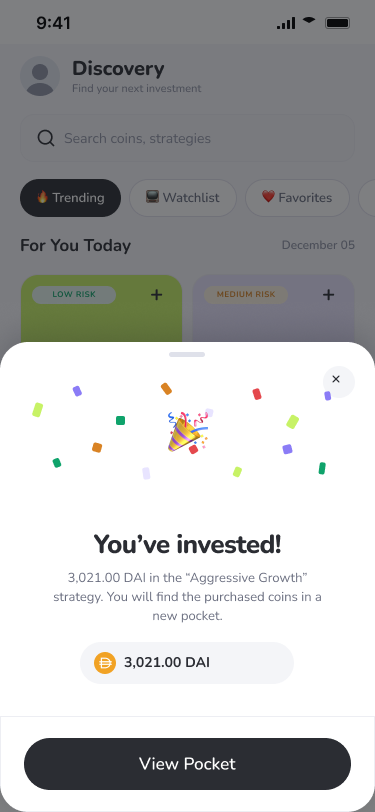 9:41
Discovery
Find your next investment
Search coins, strategies
Trending
Watchlist
Favorites
For You Today
December 05
LOW RISK
MEDIUM RISK
You’ve invested!
3,021.00 DAI in the “Aggressive Growth”
strategy. You will find the purchased coins in a
new pocket.
3,021.00 DAI
View Pocket